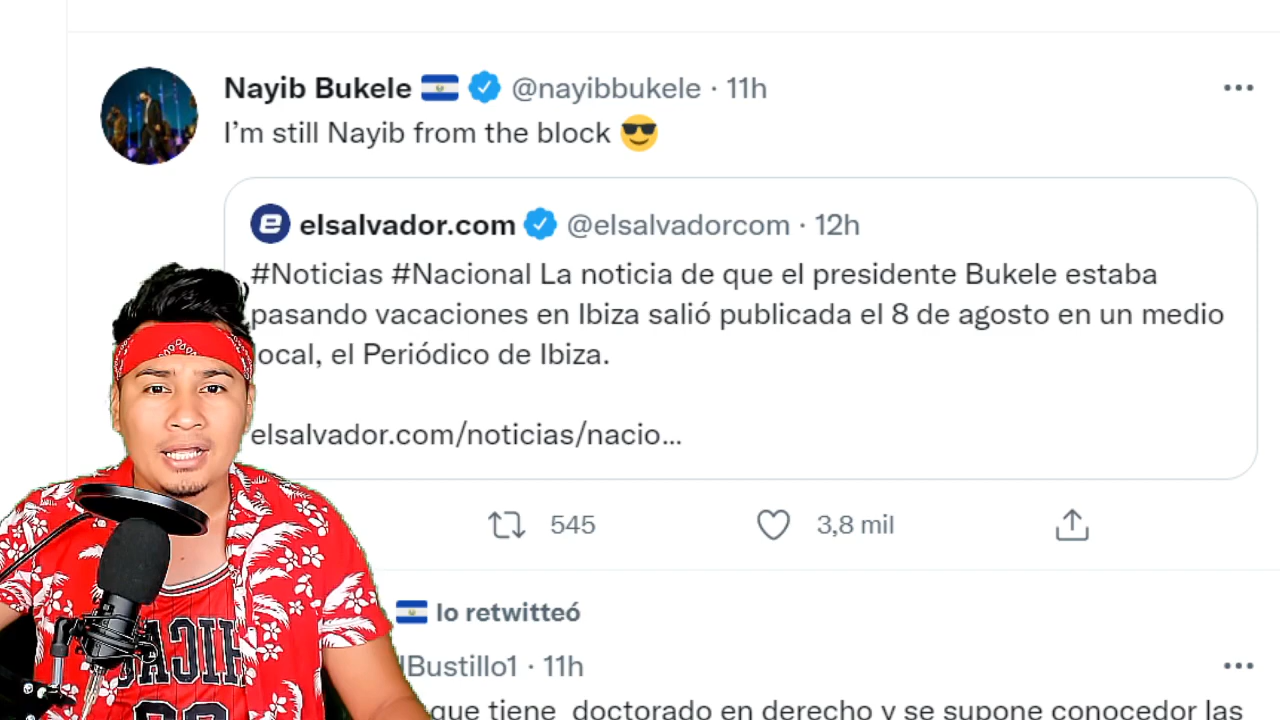 Nayib Bukele @nayibbukele · 11h
I'm still Nayib from the block
elsalvador.com @elsalvadorcom · 12h
#Noticias #Nacional La noticia de que el presidente Bukele estaba
pasando vacaciones en Ibiza salió publicada el 8 de agosto en un medio
local, el Periódico de Ibiza.
elsalvador.com/noticias/nacio...
545 3,8 mil
lo retwitteó
Bustillo1 · 11h
que tiene doctorado en derecho y se supone conocedor las